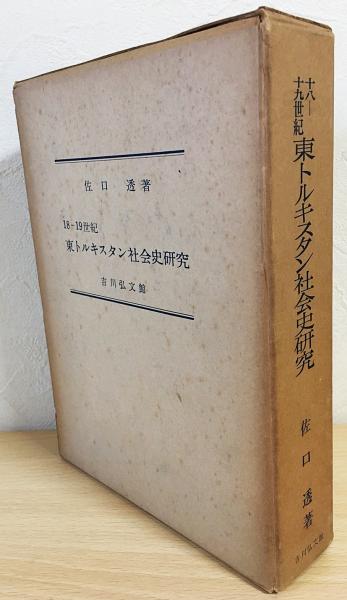 佐口 透著
18-19世紀
東トルキスタン社会史研究
吉川弘文館
十八―
十九世紀
東トルキスタン社会史研究
佐口 透著
吉川弘文館